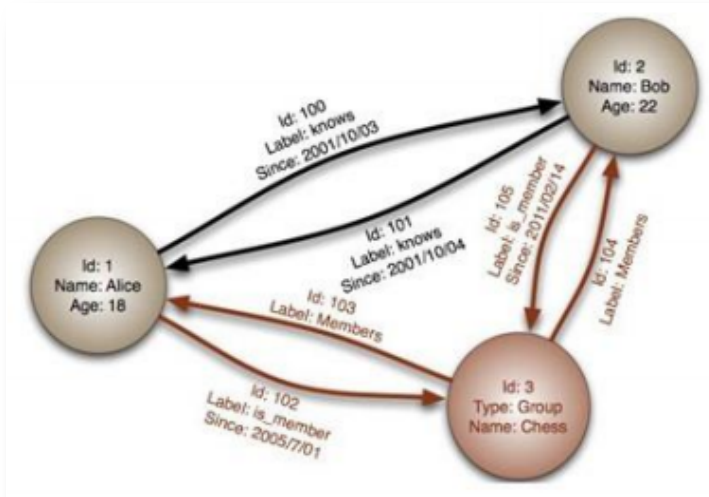 Id: 2
Name: Bob
Age: 22
Id: 100
Label: knows
Since: 2001/10/03
Id: 101
Label: knows
Since: 2001/10/04
Id: 105
Label: is_member
Since: 2011/02/14
Id: 104
Label: Members
Id: 1
Name: Alice
Age: 18
Id: 103
Label: Members
Id: 102
Label: is_member
Since: 2005/7/01
Id: 3
Type: Group
Name: Chess